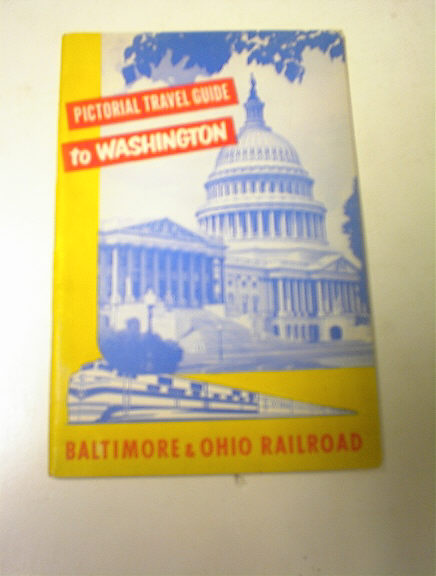 PICTORIAL TRAVEL GUIDE
to WASHINGTON
BALTIMORE & OHIO RAILROAD